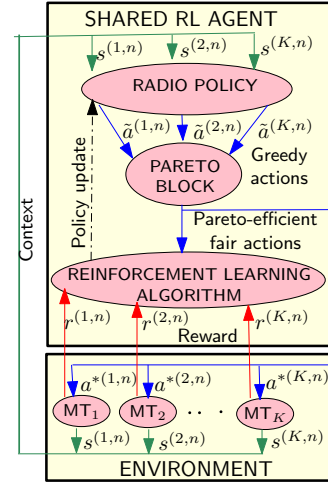 SHARED RL AGENT
s^(1,n) s^(2,n) s^(K,n)
RADIO POLICY
ã^(1,n) ã^(2,n) ã^(K,n)
PARETO
BLOCK
Greedy
actions
Policy update
Context
Pareto-efficient
fair actions
REINFORCEMENT LEARNING
ALGORITHM
r^(1,n) r^(2,n) r^(K,n)
Reward
a*^(1,n) a*^(2,n) a*^(K,n)
MT_1 MT_2 · · · MT_K
s^(1,n) s^(2,n) s^(K,n)
ENVIRONMENT